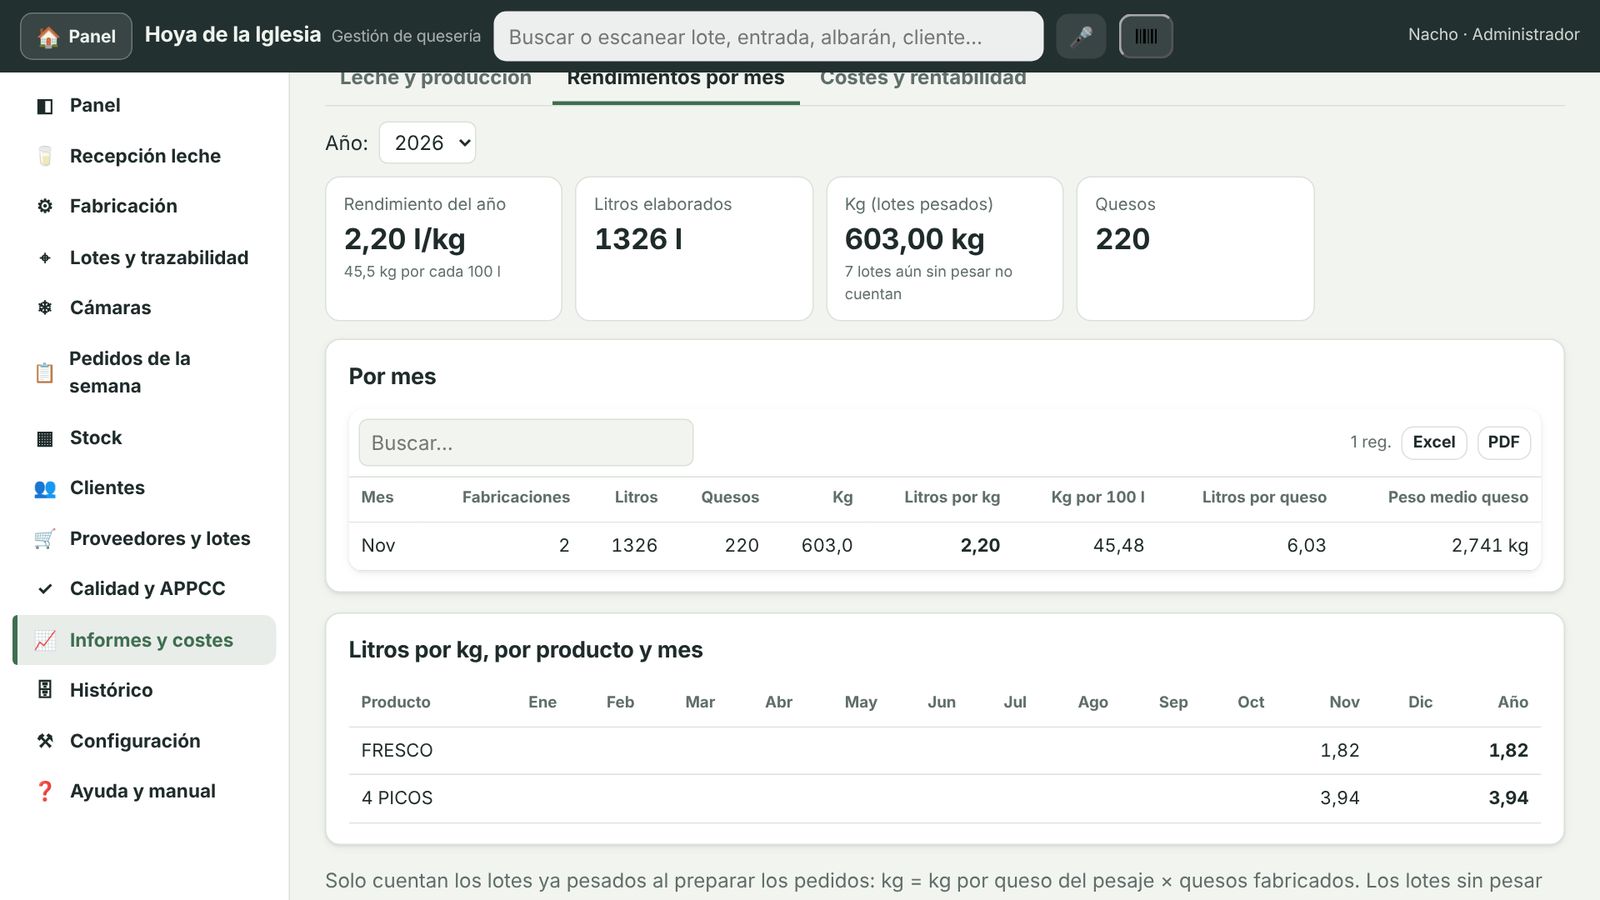 Panel
Hoya de la Iglesia
Gestión de quesería
Buscar o escanear lote, entrada, albarán, cliente...
Nacho · Administrador
Panel
Recepción leche
Fabricación
Lotes y trazabilidad
Cámaras
Pedidos de la
semana
Stock
Clientes
Proveedores y lotes
Calidad y APPCC
Informes y costes
Histórico
Configuración
Ayuda y manual
Leche y producción Rendimientos por mes Costes y rentabilidad
Año: 2026
Rendimiento del año
2,20 l/kg
45,5 kg por cada 100 l
Litros elaborados
1326 l
Kg (lotes pesados)
603,00 kg
7 lotes aún sin pesar no
cuentan
Quesos
220
Por mes
Buscar...
1 reg. Excel PDF
Mes Fabricaciones Litros Quesos Kg Litros por kg Kg por 100 l Litros por queso Peso medio queso
Nov 2 1326 220 603,0 2,20 45,48 6,03 2,741 kg
Litros por kg, por producto y mes
Producto Ene Feb Mar Abr May Jun Jul Ago Sep Oct Nov Dic Año
FRESCO 1,82 1,82
4 PICOS 3,94 3,94
Solo cuentan los lotes ya pesados al preparar los pedidos: kg = kg por queso del pesaje × quesos fabricados. Los lotes sin pesar